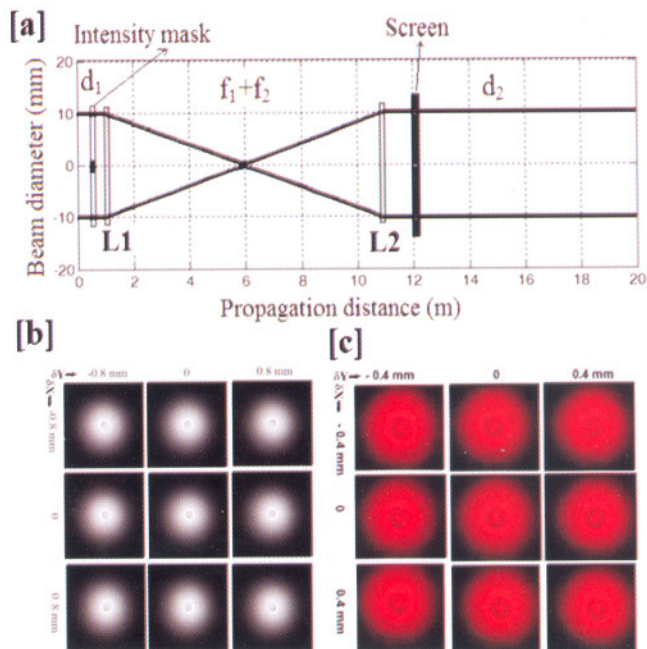 [a]
Intensity mask
Screen
d1
f1+f2
d2
20
10
0
-10
-20
Beam diameter (mm)
L1
L2
0 2 4 6 8 10 12 14 16 18 20
Propagation distance (m)
[b]
δY→ -0.8 mm 0 0.8 mm
δX→ -0.8 mm
0
0.8 mm
[c]
δY→ - 0.4 mm 0 0.4 mm
δX→ - 0.4 mm
0
0.4 mm